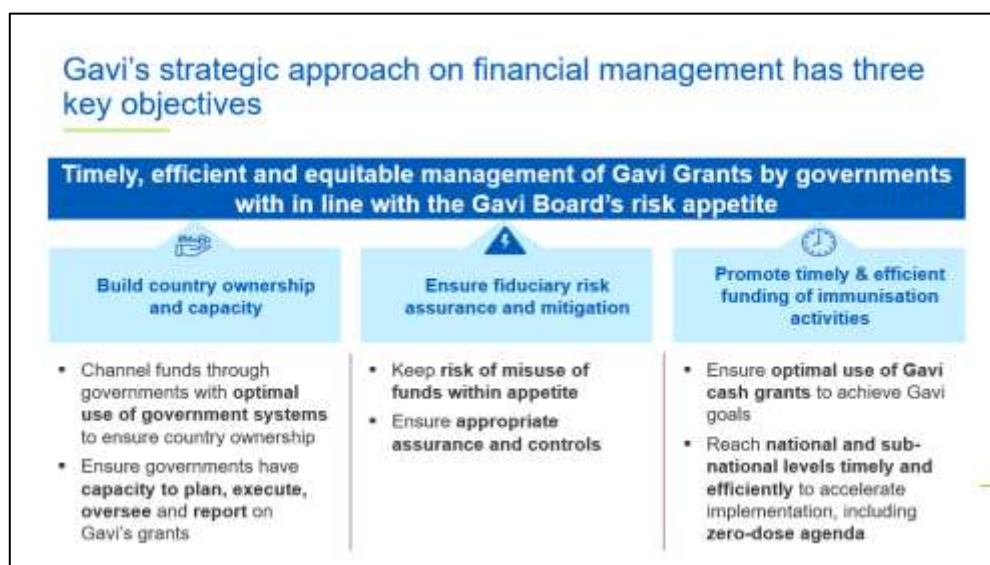 Gavi's strategic approach on financial management has three
key objectives
Timely, efficient and equitable management of Gavi Grants by governments
with in line with the Gavi Board's risk appetite
Build country ownership
and capacity
▪ Channel funds through
governments with optimal
use of government systems
to ensure country ownership
▪ Ensure governments have
capacity to plan, execute,
oversee and report on
Gavi's grants
Ensure fiduciary risk
assurance and mitigation
▪ Keep risk of misuse of
funds within appetite
▪ Ensure appropriate
assurance and controls
Promote timely & efficient
funding of immunisation
activities
▪ Ensure optimal use of Gavi
cash grants to achieve Gavi
goals
▪ Reach national and sub-
national levels timely and
efficiently to accelerate
implementation, including
zero-dose agenda